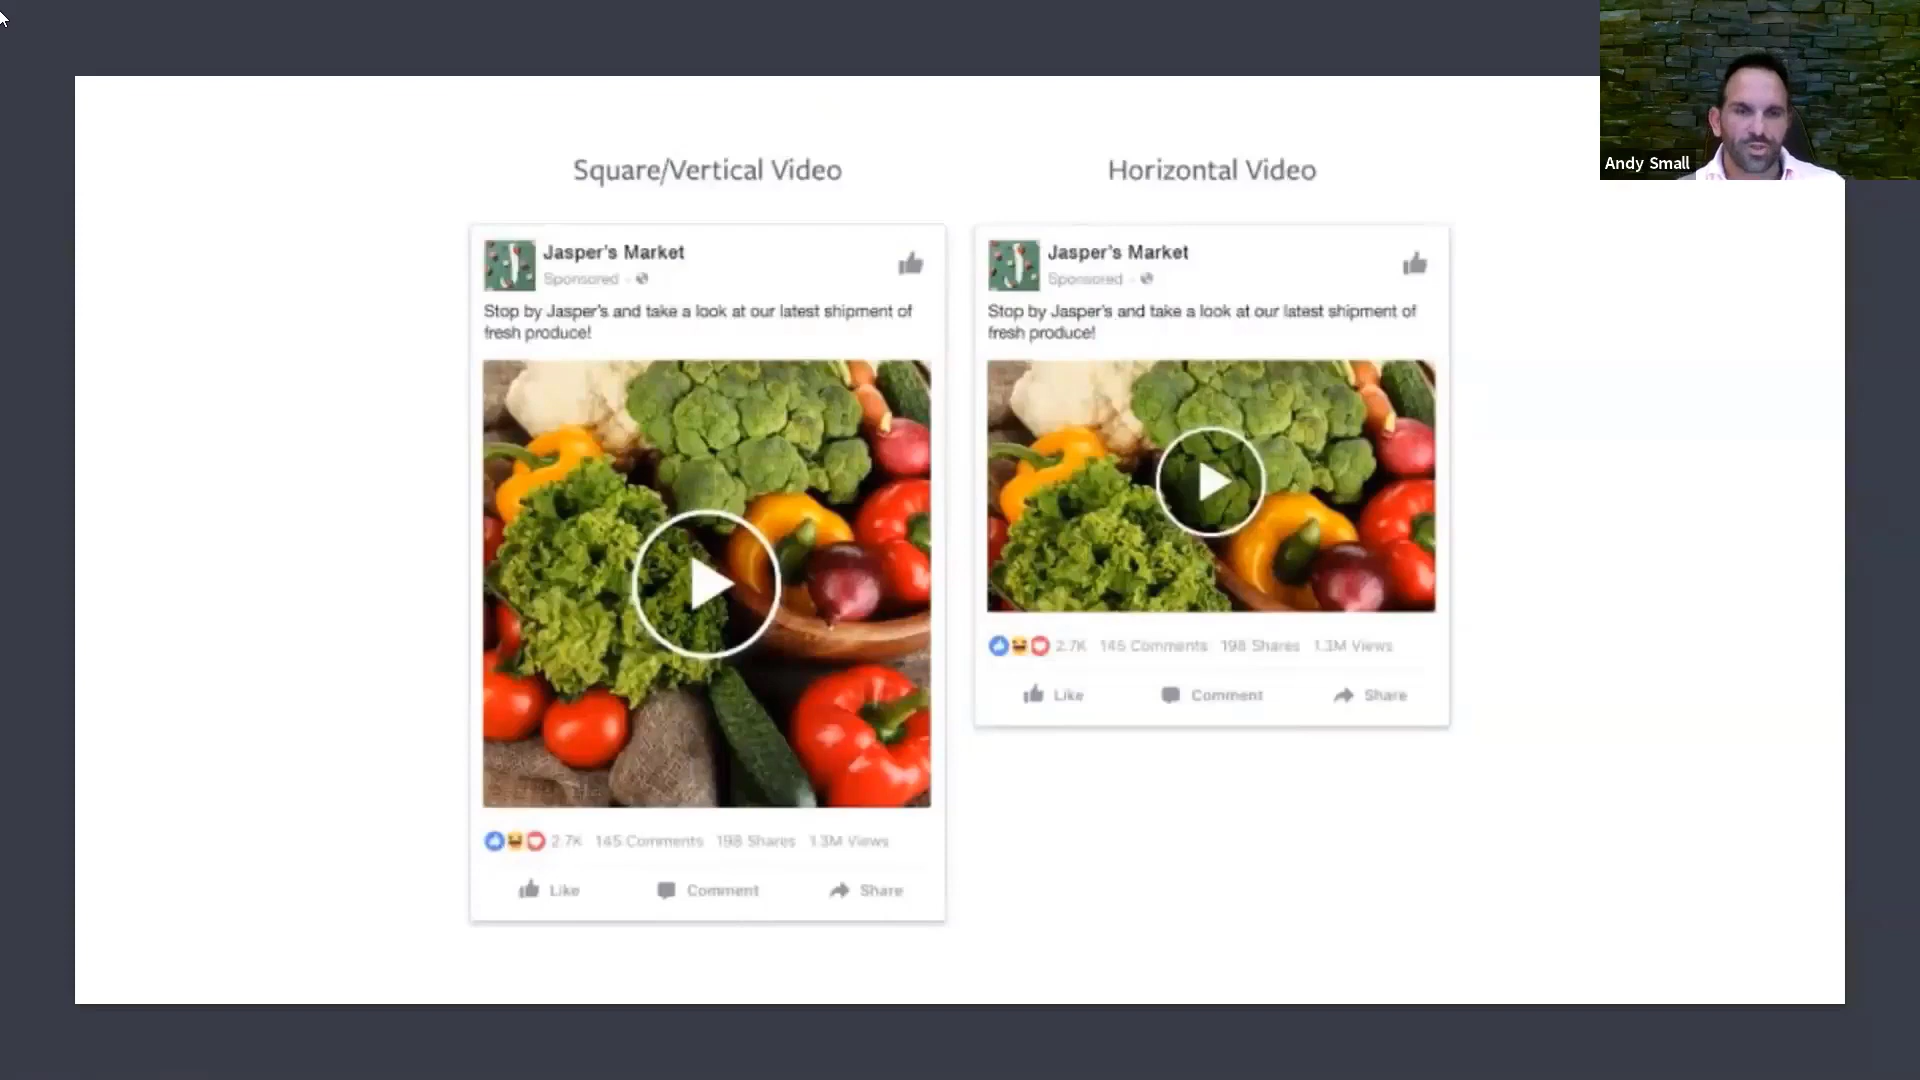 Andy Small
Square/Vertical Video
Horizontal Video
Jasper's Market
Sponsored ·
Stop by Jasper's and take a look at our latest shipment of
fresh produce!
2.7K 145 Comments 198 Shares 1.3M Views
Like Comment Share
Jasper's Market
Sponsored ·
Stop by Jasper's and take a look at our latest shipment of
fresh produce!
2.7K 145 Comments 198 Shares 1.3M Views
Like Comment Share